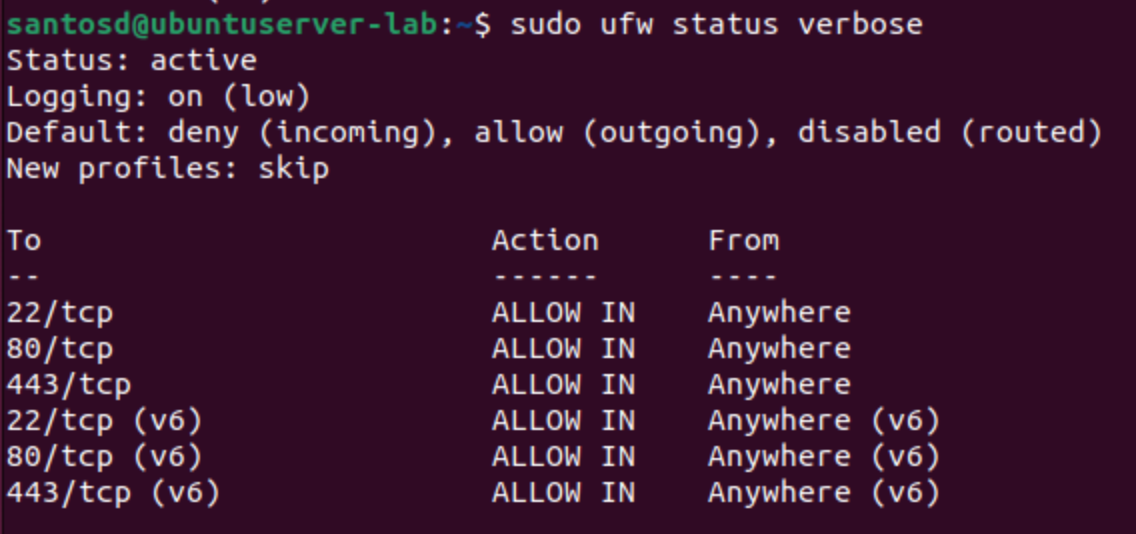 santosd@ubuntuserver-lab:~$ sudo ufw status verbose
Status: active
Logging: on (low)
Default: deny (incoming), allow (outgoing), disabled (routed)
New profiles: skip
To Action From
-- ------ ----
22/tcp ALLOW IN Anywhere
80/tcp ALLOW IN Anywhere
443/tcp ALLOW IN Anywhere
22/tcp (v6) ALLOW IN Anywhere (v6)
80/tcp (v6) ALLOW IN Anywhere (v6)
443/tcp (v6) ALLOW IN Anywhere (v6)